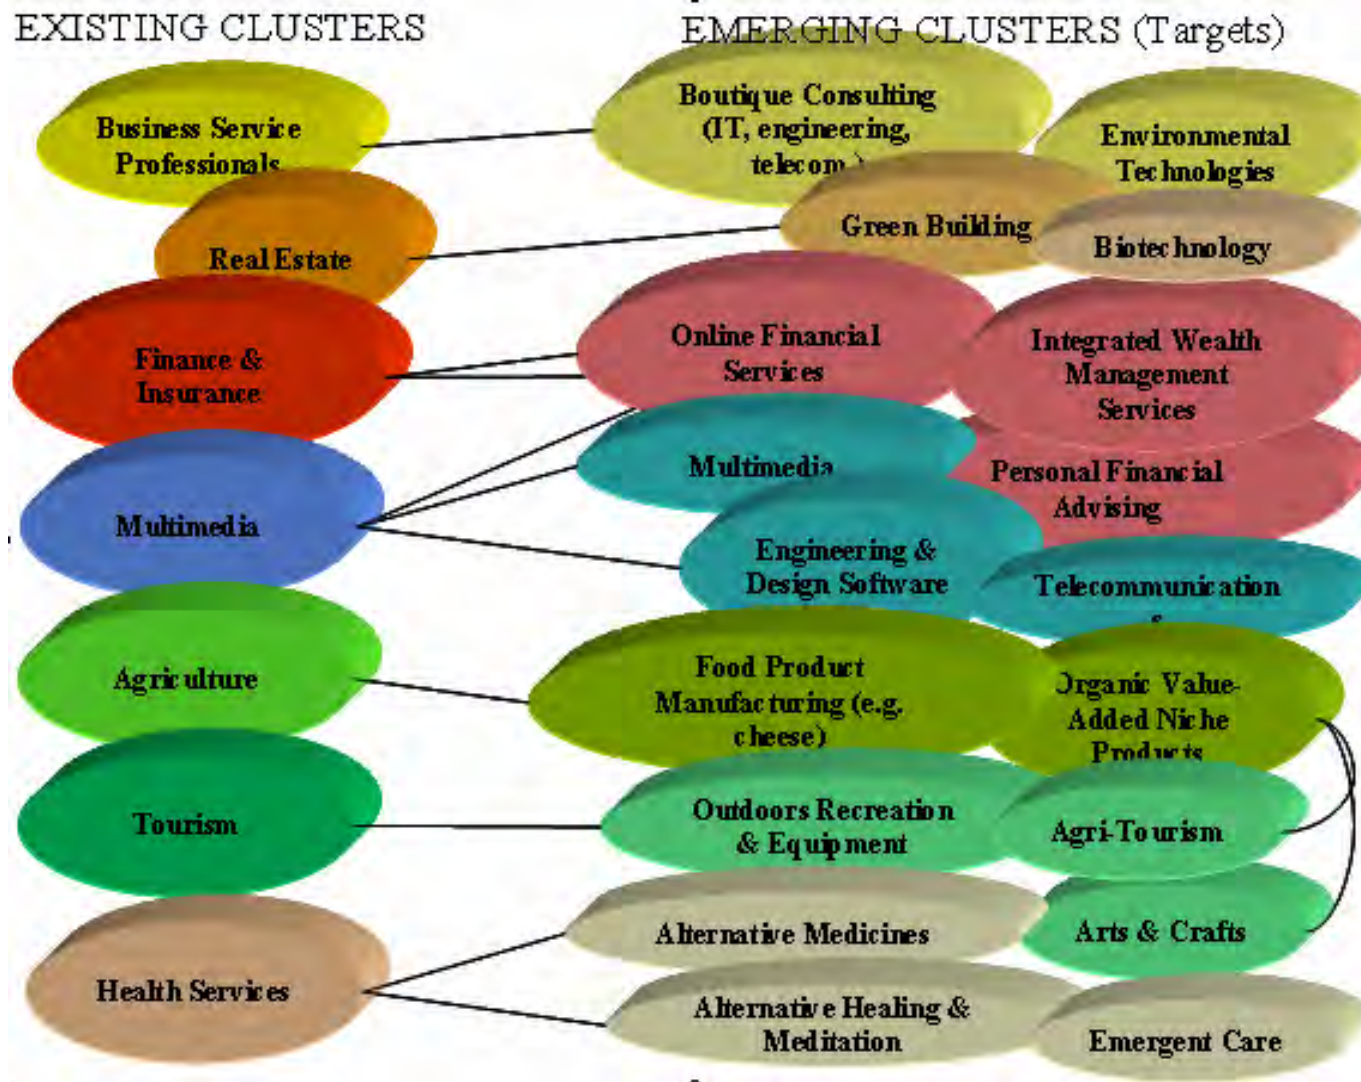 EXISTING CLUSTERS
EMERGING CLUSTERS (Targets)
Business Service
Professionals
Boutique Consulting
(IT, engineering,
telecom.)
Environmental
Technologies
Real Estate
Green Building
Biotechnology
Finance &
Insurance
Online Financial
Services
Integrated Wealth
Management
Services
Multimedia
Multimedia
Personal Financial
Advising
Engineering &
Design Software
Telecommunication
Agriculture
Food Product
Manufacturing (e.g.
cheese)
Organic Value-
Added Niche
Products
Tourism
Outdoors Recreation
& Equipment
Agri-Tourism
Alternative Medicines
Arts & Crafts
Health Services
Alternative Healing &
Meditation
Emergent Care